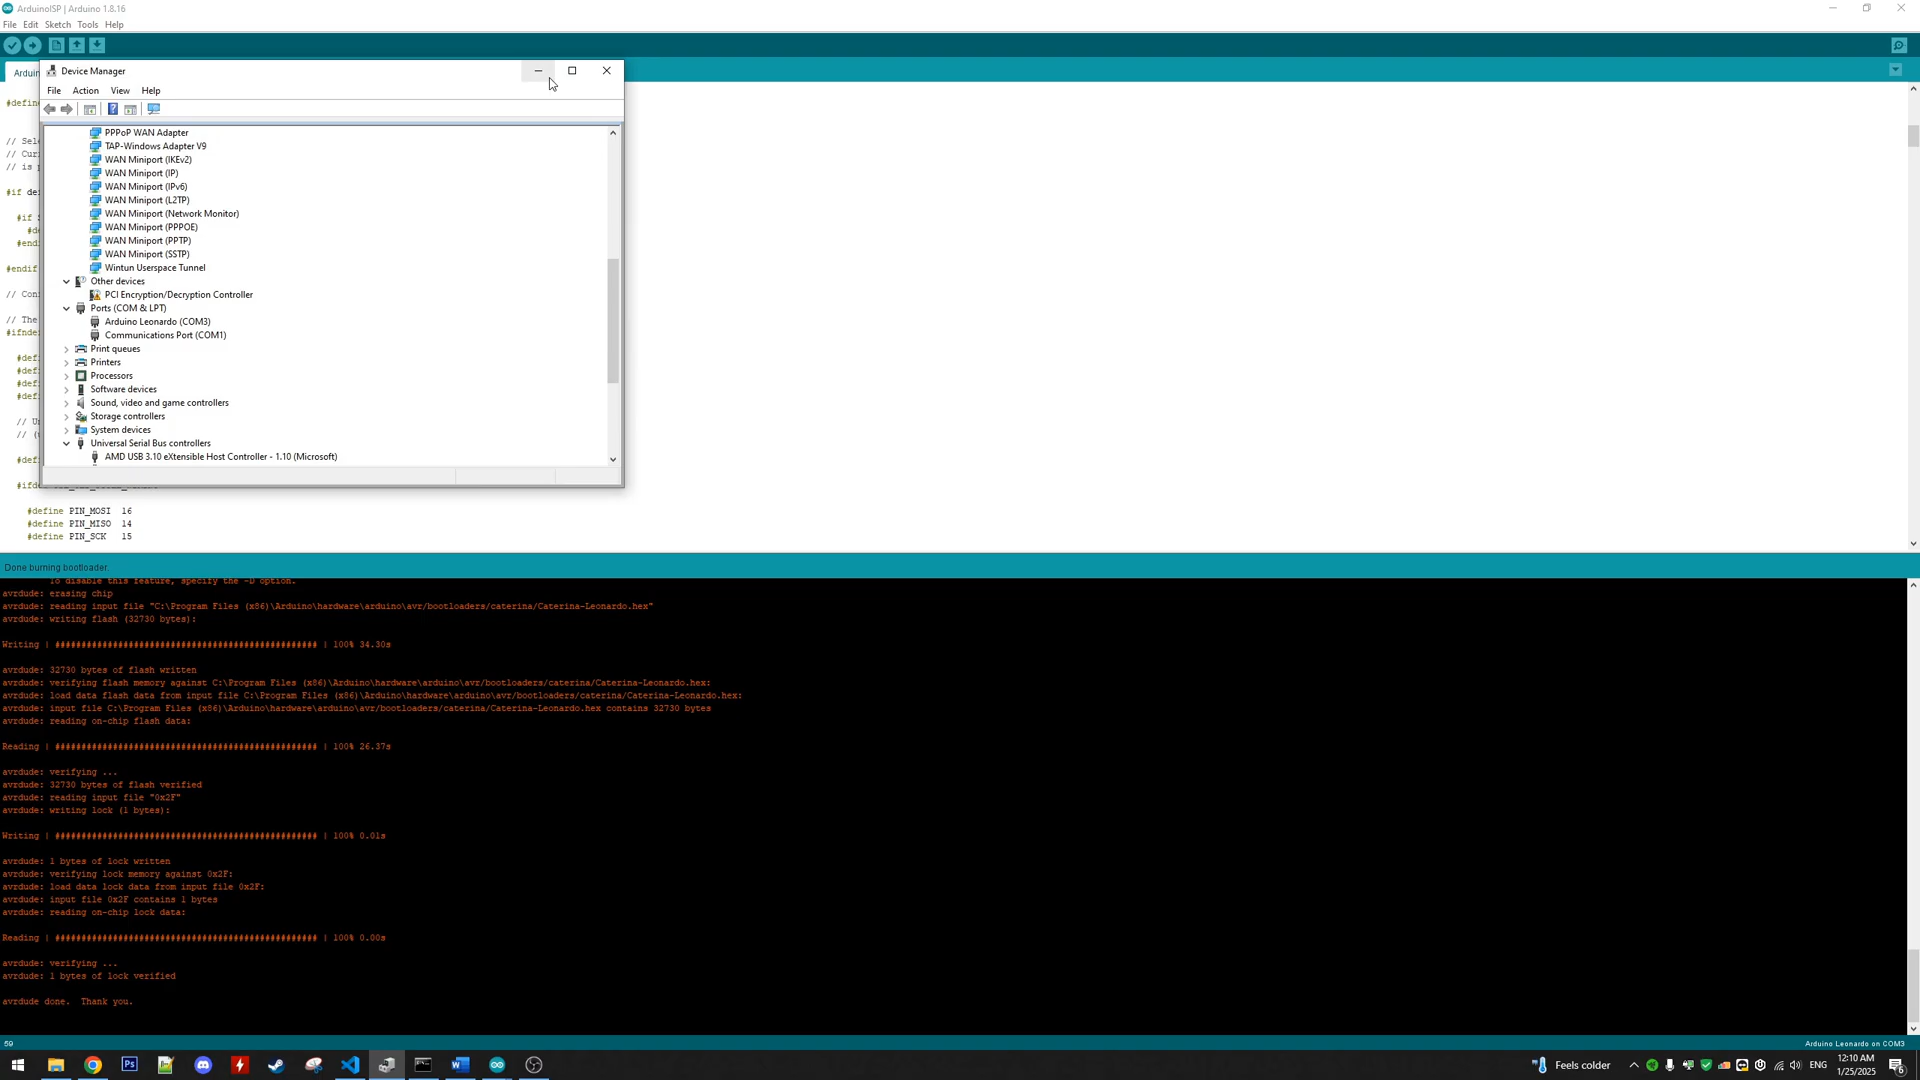 ArduinoISP | Arduino 1.8.16
File Edit Sketch Tools Help
Device Manager
File Action View Help
PPPoP WAN Adapter
TAP-Windows Adapter V9
WAN Miniport (IKEv2)
WAN Miniport (IP)
WAN Miniport (IPv6)
WAN Miniport (L2TP)
WAN Miniport (Network Monitor)
WAN Miniport (PPPOE)
WAN Miniport (PPTP)
WAN Miniport (SSTP)
Wintun Userspace Tunnel
Other devices
PCI Encryption/Decryption Controller
Ports (COM & LPT)
Arduino Leonardo (COM3)
Communications Port (COM1)
Print queues
Printers
Processors
Software devices
Sound, video and game controllers
Storage controllers
System devices
Universal Serial Bus controllers
AMD USB 3.10 eXtensible Host Controller - 1.10 (Microsoft)
#endif
#define PIN_MOSI 16
#define PIN_MISO 14
#define PIN_SCK 15
Done burning bootloader.
To disable this feature, specify the -D option.
avrdude: erasing chip
avrdude: reading input file "C:\Program Files (x86)\Arduino\hardware\arduino\avr/bootloaders/caterina/Caterina-Leonardo.hex"
avrdude: writing flash (32730 bytes):
Writing | ################################################## | 100% 34.30s
avrdude: 32730 bytes of flash written
avrdude: verifying flash memory against C:\Program Files (x86)\Arduino\hardware\arduino\avr/bootloaders/caterina/Caterina-Leonardo.hex:
avrdude: load data flash data from input file C:\Program Files (x86)\Arduino\hardware\arduino\avr/bootloaders/caterina/Caterina-Leonardo.hex:
avrdude: input file C:\Program Files (x86)\Arduino\hardware\arduino\avr/bootloaders/caterina/Caterina-Leonardo.hex contains 32730 bytes
avrdude: reading on-chip flash data:
Reading | ################################################## | 100% 26.37s
avrdude: verifying ...
avrdude: 32730 bytes of flash verified
avrdude: reading input file "0x2F"
avrdude: writing lock (1 bytes):
Writing | ################################################## | 100% 0.01s
avrdude: 1 bytes of lock written
avrdude: verifying lock memory against 0x2F:
avrdude: load data lock data from input file 0x2F:
avrdude: input file 0x2F contains 1 bytes
avrdude: reading on-chip lock data:
Reading | ################################################## | 100% 0.00s
avrdude: verifying ...
avrdude: 1 bytes of lock verified
avrdude done. Thank you.
59
Arduino Leonardo on COM3
Feels colder
ENG
12:10 AM
1/25/2025